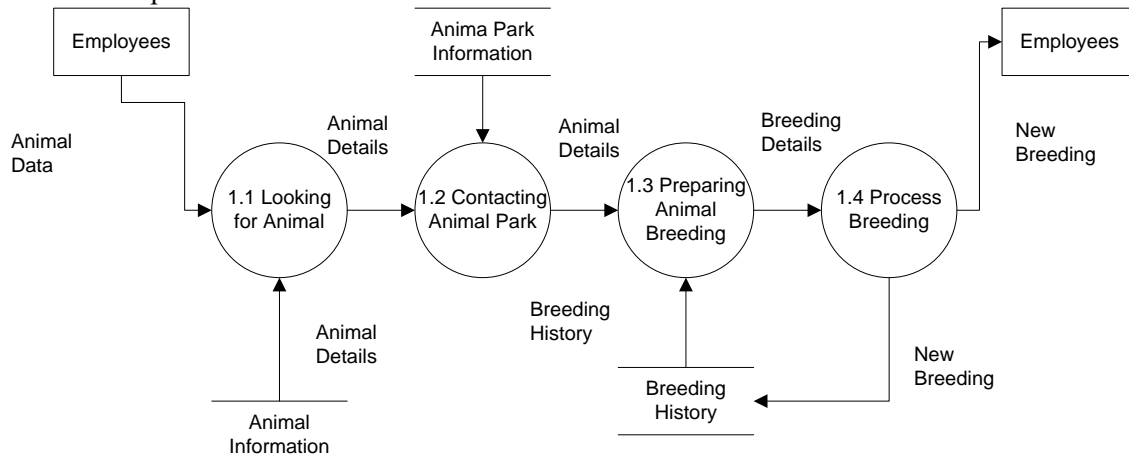 Employees
Anima Park
Information
Employees
Animal
Data
Animal
Details
Animal
Details
Breeding
Details
New
Breeding
1.1 Looking
for Animal
1.2 Contacting
Animal Park
1.3 Preparing
Animal
Breeding
1.4 Process
Breeding
Animal
Details
Breeding
History
New
Breeding
Animal
Information
Breeding
History